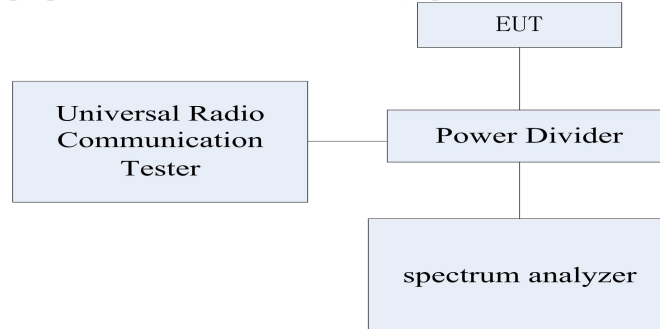 EUT
Universal Radio
Communication
Tester
Power Divider
spectrum analyzer